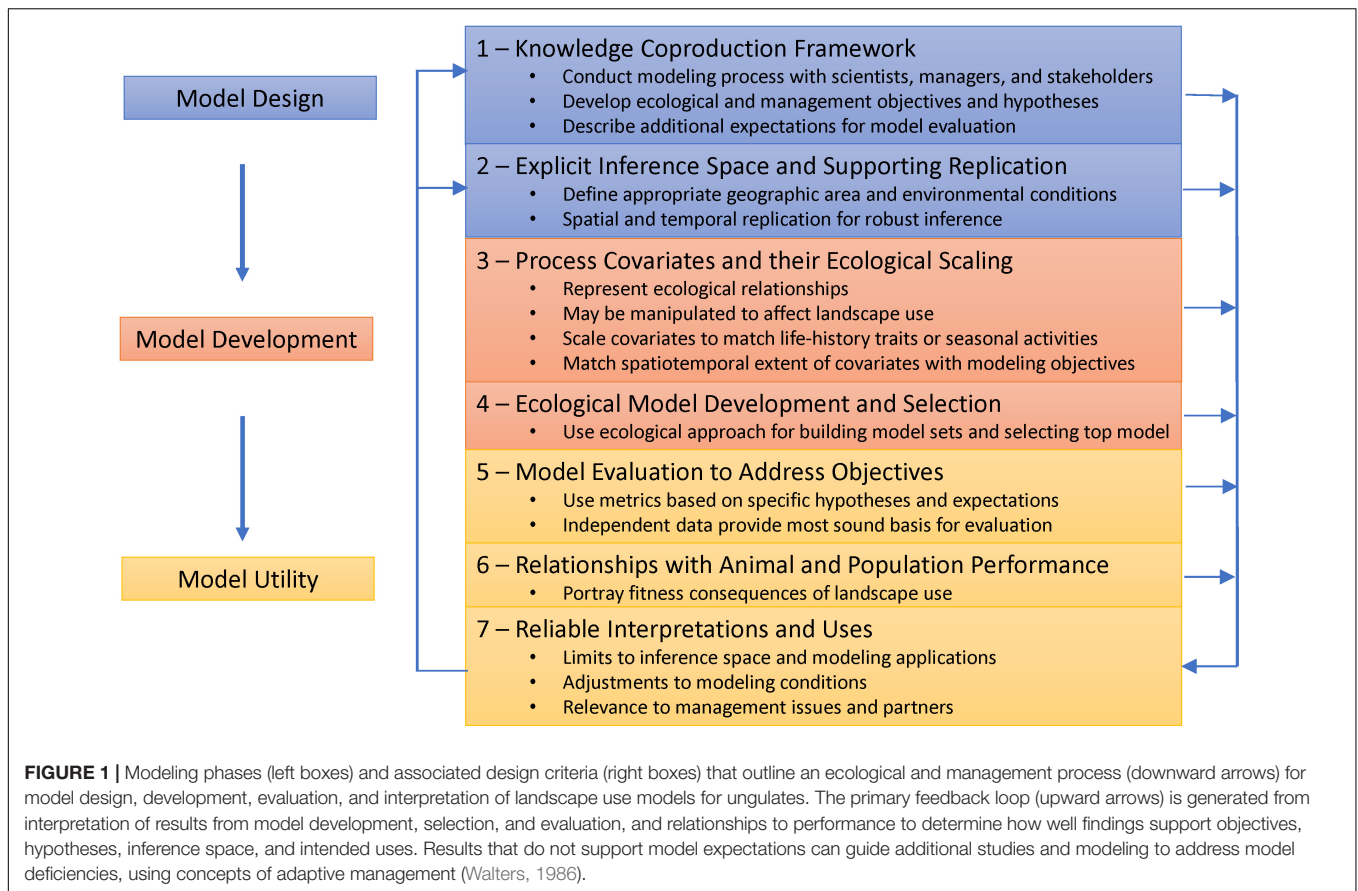 Model Design
Model Development
Model Utility
1 – Knowledge Coproduction Framework
• Conduct modeling process with scientists, managers, and stakeholders
• Develop ecological and management objectives and hypotheses
• Describe additional expectations for model evaluation
2 – Explicit Inference Space and Supporting Replication
• Define appropriate geographic area and environmental conditions
• Spatial and temporal replication for robust inference
3 – Process Covariates and their Ecological Scaling
• Represent ecological relationships
• May be manipulated to affect landscape use
• Scale covariates to match life-history traits or seasonal activities
• Match spatiotemporal extent of covariates with modeling objectives
4 – Ecological Model Development and Selection
• Use ecological approach for building model sets and selecting top model
5 – Model Evaluation to Address Objectives
• Use metrics based on specific hypotheses and expectations
• Independent data provide most sound basis for evaluation
6 – Relationships with Animal and Population Performance
• Portray fitness consequences of landscape use
7 – Reliable Interpretations and Uses
• Limits to inference space and modeling applications
• Adjustments to modeling conditions
• Relevance to management issues and partners
FIGURE 1 | Modeling phases (left boxes) and associated design criteria (right boxes) that outline an ecological and management process (downward arrows) for
model design, development, evaluation, and interpretation of landscape use models for ungulates. The primary feedback loop (upward arrows) is generated from
interpretation of results from model development, selection, and evaluation, and relationships to performance to determine how well findings support objectives,
hypotheses, inference space, and intended uses. Results that do not support model expectations can guide additional studies and modeling to address model
deficiencies, using concepts of adaptive management (Walters, 1986).